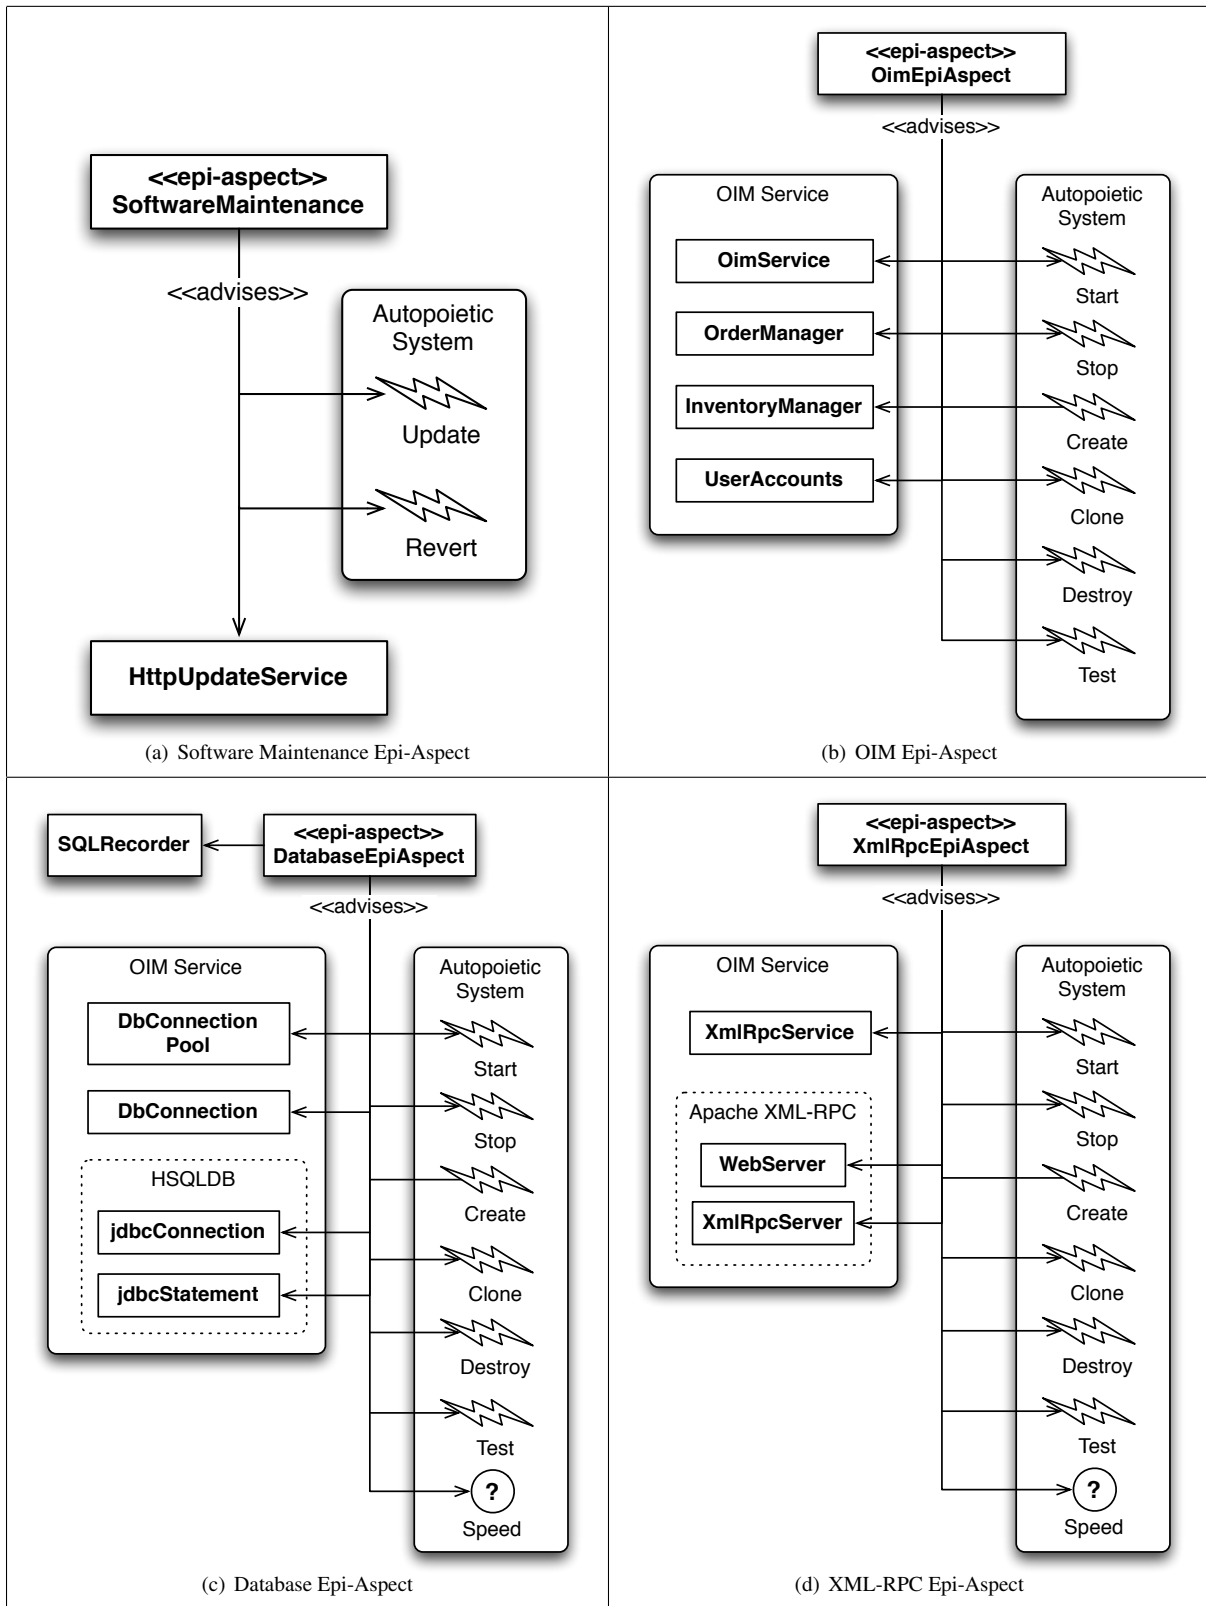 <<epi-aspect>>
SoftwareMaintenance
<<advises>>
Autopoietic
System
Update
Revert
HttpUpdateService
(a) Software Maintenance Epi-Aspect
<<epi-aspect>>
OimEpiAspect
<<advises>>
OIM Service
OimService
OrderManager
InventoryManager
UserAccounts
Autopoietic
System
Start
Stop
Create
Clone
Destroy
Test
(b) OIM Epi-Aspect
SQLRecorder
<<epi-aspect>>
DatabaseEpiAspect
<<advises>>
OIM Service
DbConnection
Pool
DbConnection
HSQLDB
jdbcConnection
jdbcStatement
Autopoietic
System
Start
Stop
Create
Clone
Destroy
Test
?
Speed
(c) Database Epi-Aspect
<<epi-aspect>>
XmlRpcEpiAspect
<<advises>>
OIM Service
XmlRpcService
Apache XML-RPC
WebServer
XmlRpcServer
Autopoietic
System
Start
Stop
Create
Clone
Destroy
Test
?
Speed
(d) XML-RPC Epi-Aspect